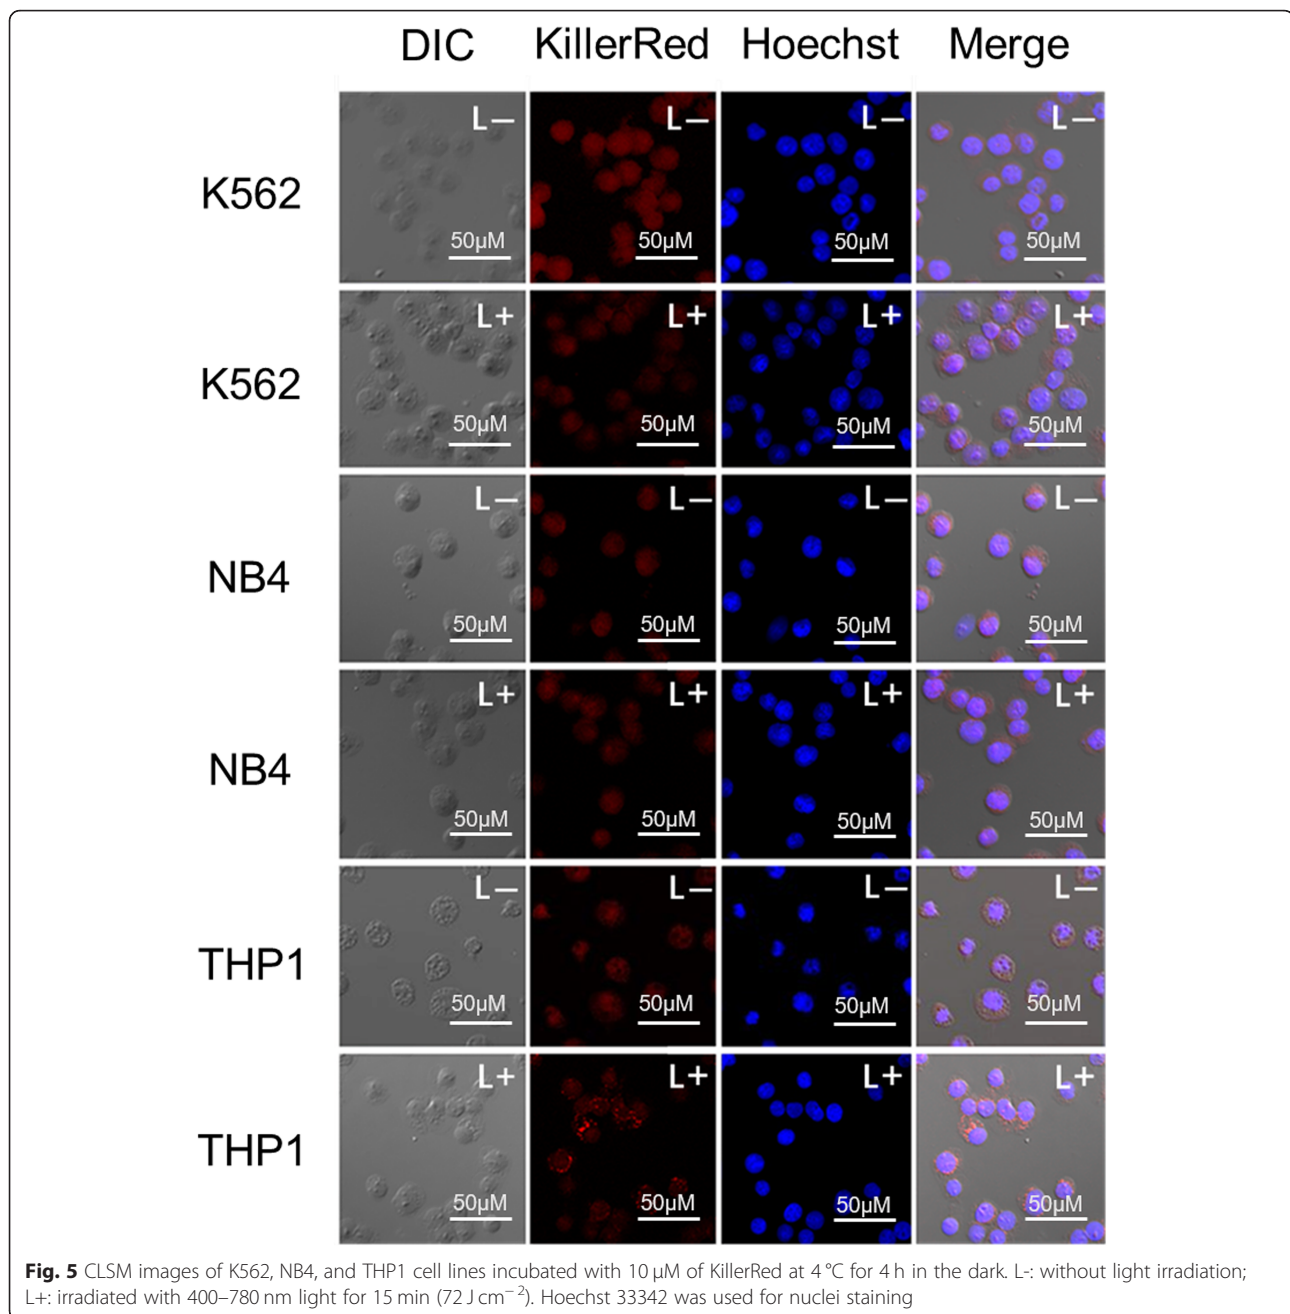 DIC KillerRed Hoechst Merge
L– L– L– L–
K562
50µM 50µM 50µM 50µM
L+ L+ L+ L+
K562
50µM 50µM 50µM 50µM
L– L– L– L–
NB4
50µM 50µM 50µM 50µM
L+ L+ L+ L+
NB4
50µM 50µM 50µM 50µM
L– L– L– L–
THP1
50µM 50µM 50µM 50µM
L+ L+ L+ L+
THP1
50µM 50µM 50µM 50µM
Fig. 5 CLSM images of K562, NB4, and THP1 cell lines incubated with 10 µM of KillerRed at 4 °C for 4 h in the dark. L-: without light irradiation;
L+: irradiated with 400–780 nm light for 15 min (72 J cm⁻²). Hoechst 33342 was used for nuclei staining